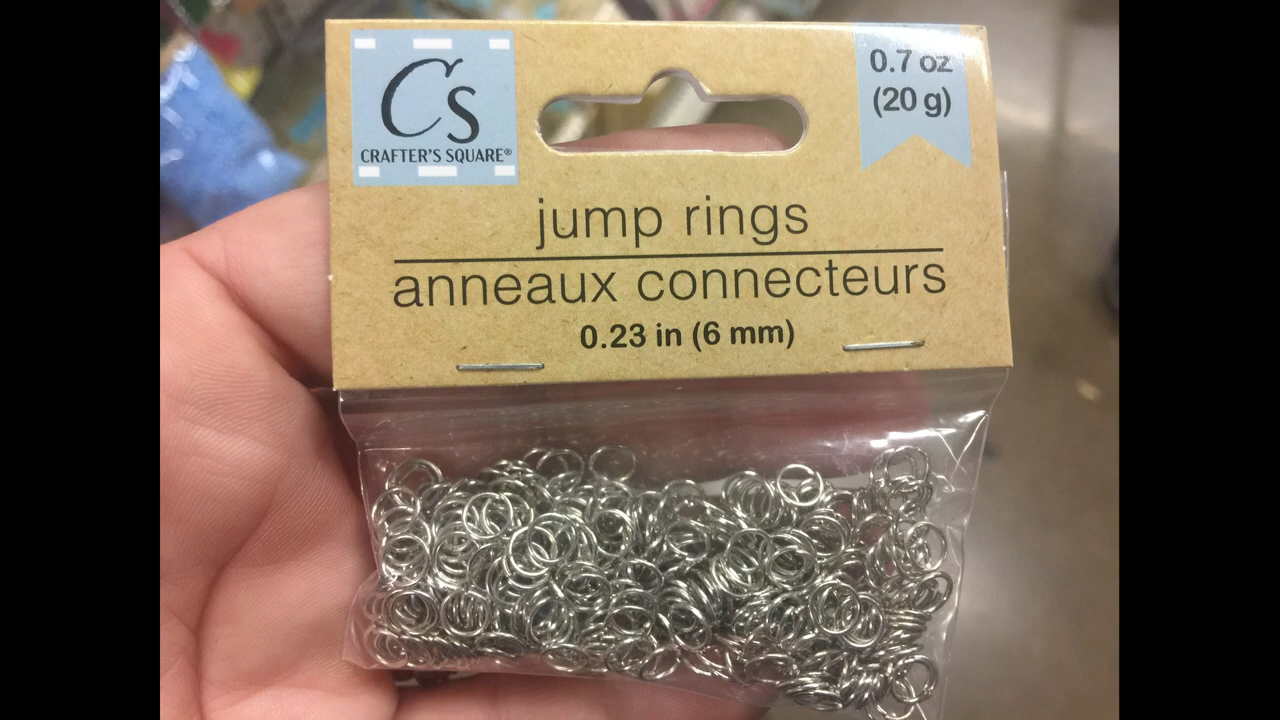 Cs
CRAFTER'S SQUARE®
0.7 oz
(20 g)
jump rings
anneaux connecteurs
0.23 in (6 mm)